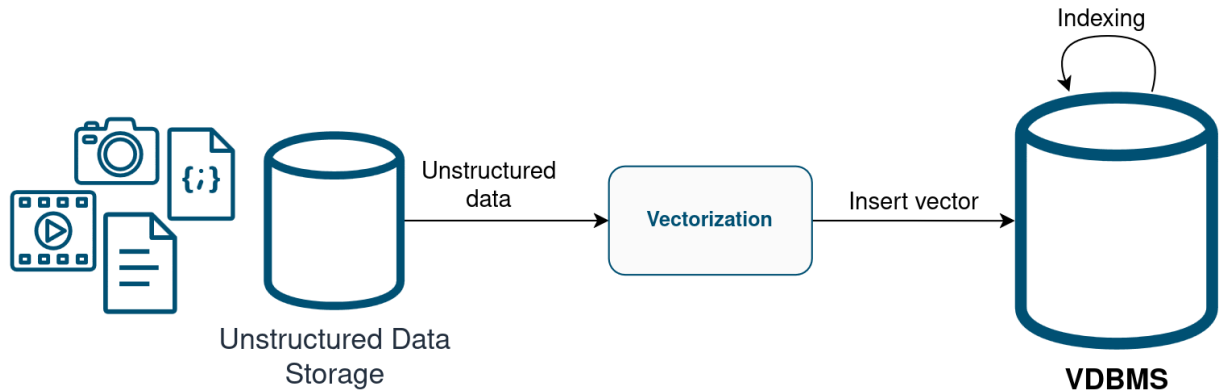 Indexing
{;}
Unstructured
data
Vectorization
Insert vector
Unstructured Data
Storage
VDBMS